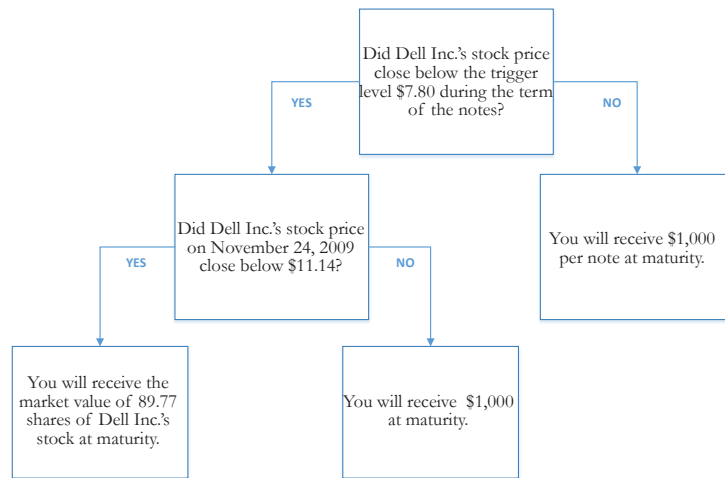 Did Dell Inc.'s stock price
close below the trigger
level $7.80 during the term
of the notes?
YES
NO
Did Dell Inc.'s stock price
on November 24, 2009
close below $11.14?
You will receive $1,000
per note at maturity.
YES
NO
You will receive the
market value of 89.77
shares of Dell Inc.'s
stock at maturity.
You will receive $1,000
at maturity.